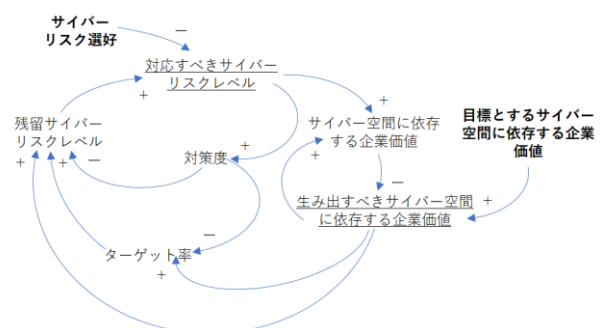 サイバー
リスク選好
－
対応すべきサイバー
リスクレベル
＋
＋
残留サイバー
リスクレベル
＋
＋
－
対策度
＋
サイバー空間に依存
する企業価値
＋
目標とするサイバー
空間に依存する企業
価値
－
生み出すべきサイバー空間
に依存する企業価値
＋
－
ターゲット率
＋